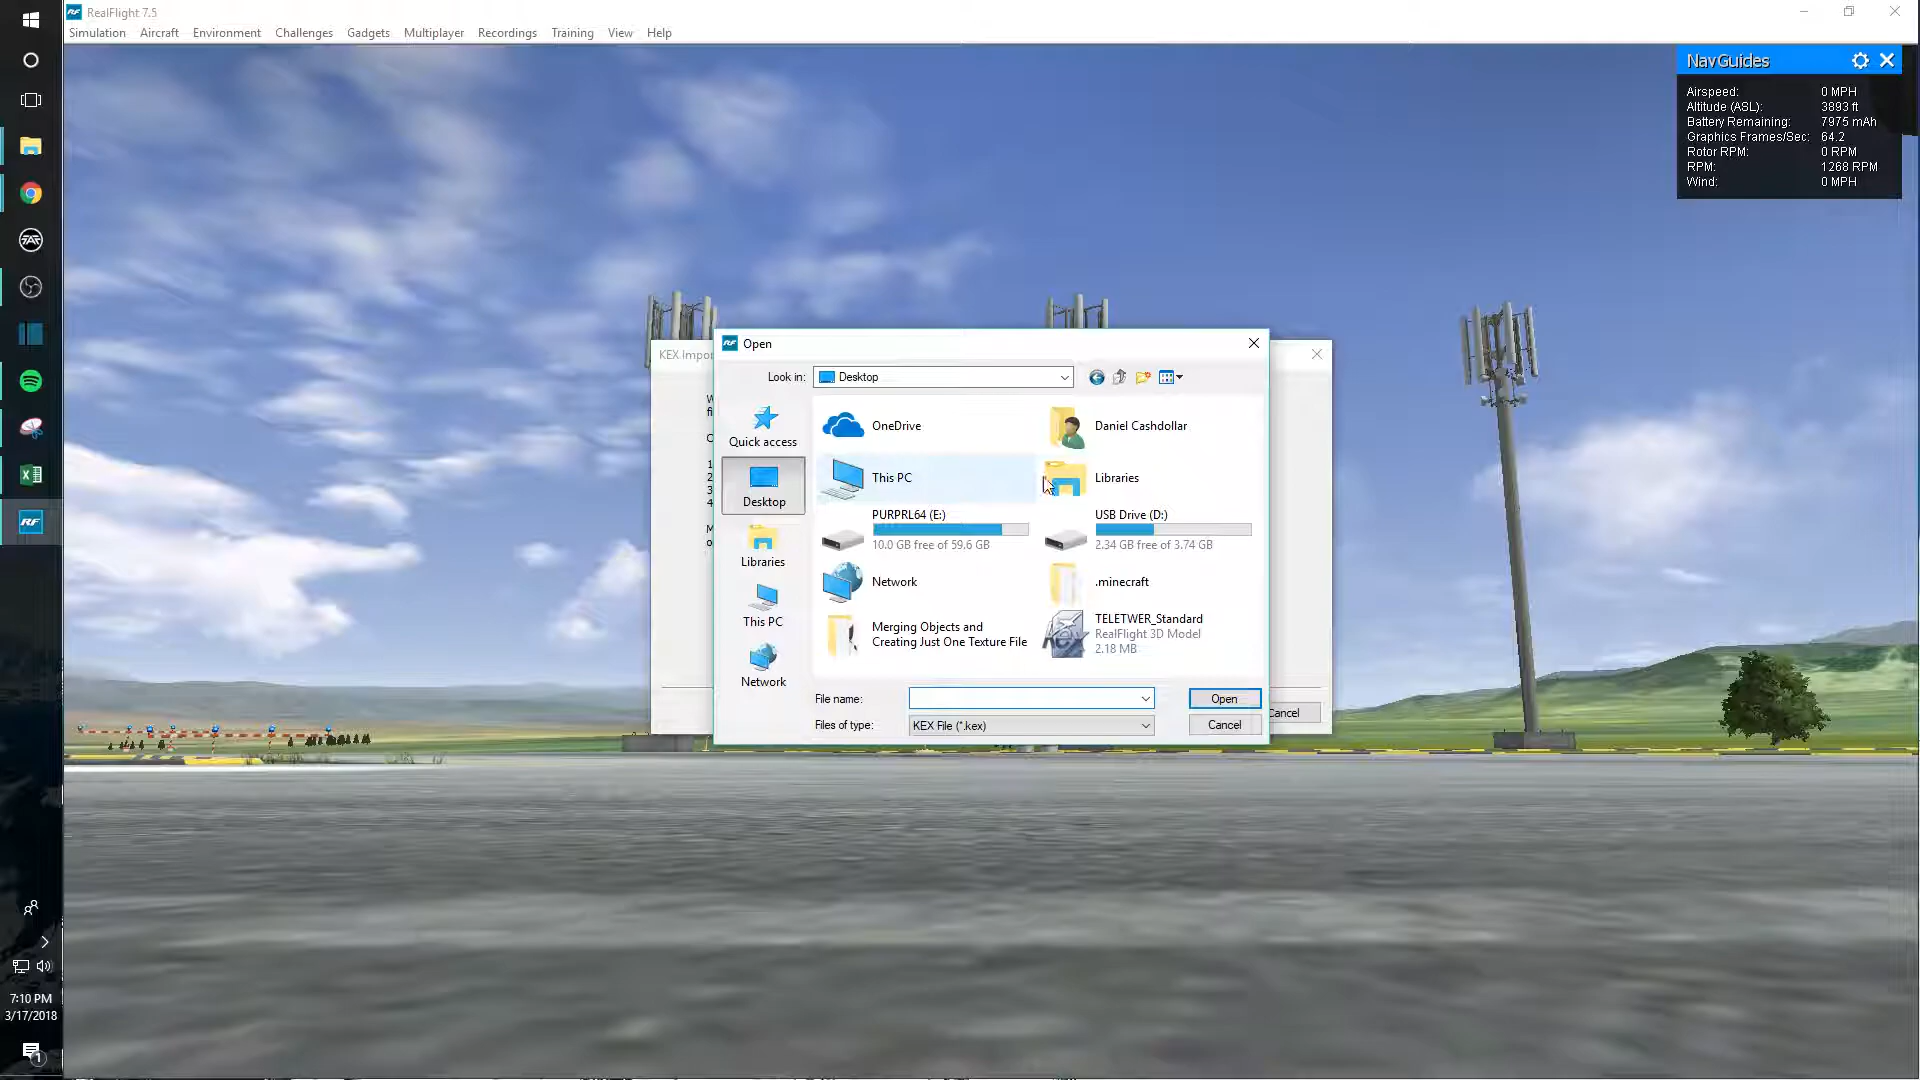 RealFlight 7.5
Simulation Aircraft Environment Challenges Gadgets Multiplayer Recordings Training View Help
NavGuides
Airspeed: 0 MPH
Altitude (ASL): 3893 ft
Battery Remaining: 7975 mAh
Graphics Frames/Sec: 64.2
Rotor RPM: 0 RPM
RPM: 1268 RPM
Wind: 0 MPH
KEX Impor
Open
Look in: Desktop
Quick access
Desktop
Libraries
This PC
Network
OneDrive
Daniel Cashdollar
This PC
Libraries
PURPRL64 (E:)
10.0 GB free of 59.6 GB
USB Drive (D:)
2.34 GB free of 3.74 GB
Network
.minecraft
Merging Objects and
Creating Just One Texture File
TELETWER_Standard
RealFlight 3D Model
2.18 MB
File name:
Open
Files of type: KEX File (*.kex)
Cancel
Cancel
7:10 PM
3/17/2018
1